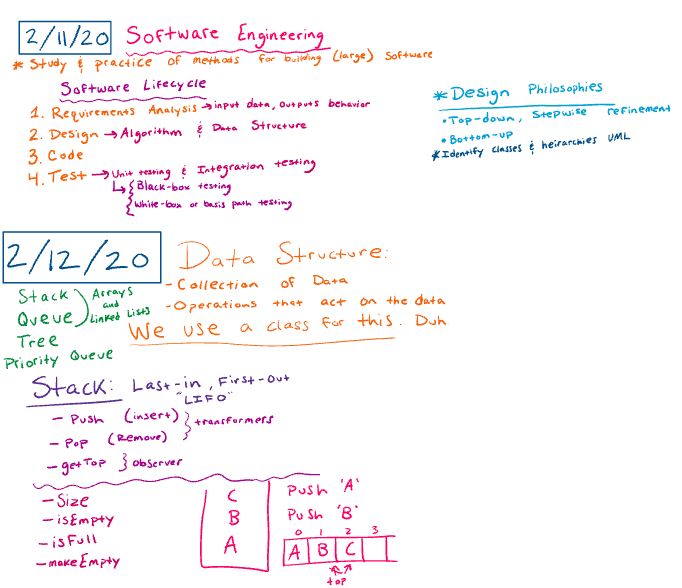 2/11/20 Software Engineering
* Study & practice of methods for building (large) software
Software Lifecycle
1. Requirements Analysis → input data, outputs behavior
2. Design → Algorithm & Data Structure
3. Code
4. Test → Unit testing & Integration testing
↳ { Black-box testing
{ White-box or basis path testing
* Design Philosophies
• Top-down, Stepwise refinement
• Bottom-up
* Identify classes & heirarchies UML
2/12/20 Data Structure:
- Collection of Data
- Operations that act on the data
We use a class for this. Duh
Stack
Queue
} Arrays and Linked Lists
Tree
Priority Queue
Stack: Last-in, First-Out
"LIFO"
- Push (insert)
- Pop (Remove)
} transformers
- getTop } observer
- Size
- isEmpty
- isFull
- makeEmpty
C
B
A
Push 'A'
Push 'B'
0 1 2 3
A B C
top